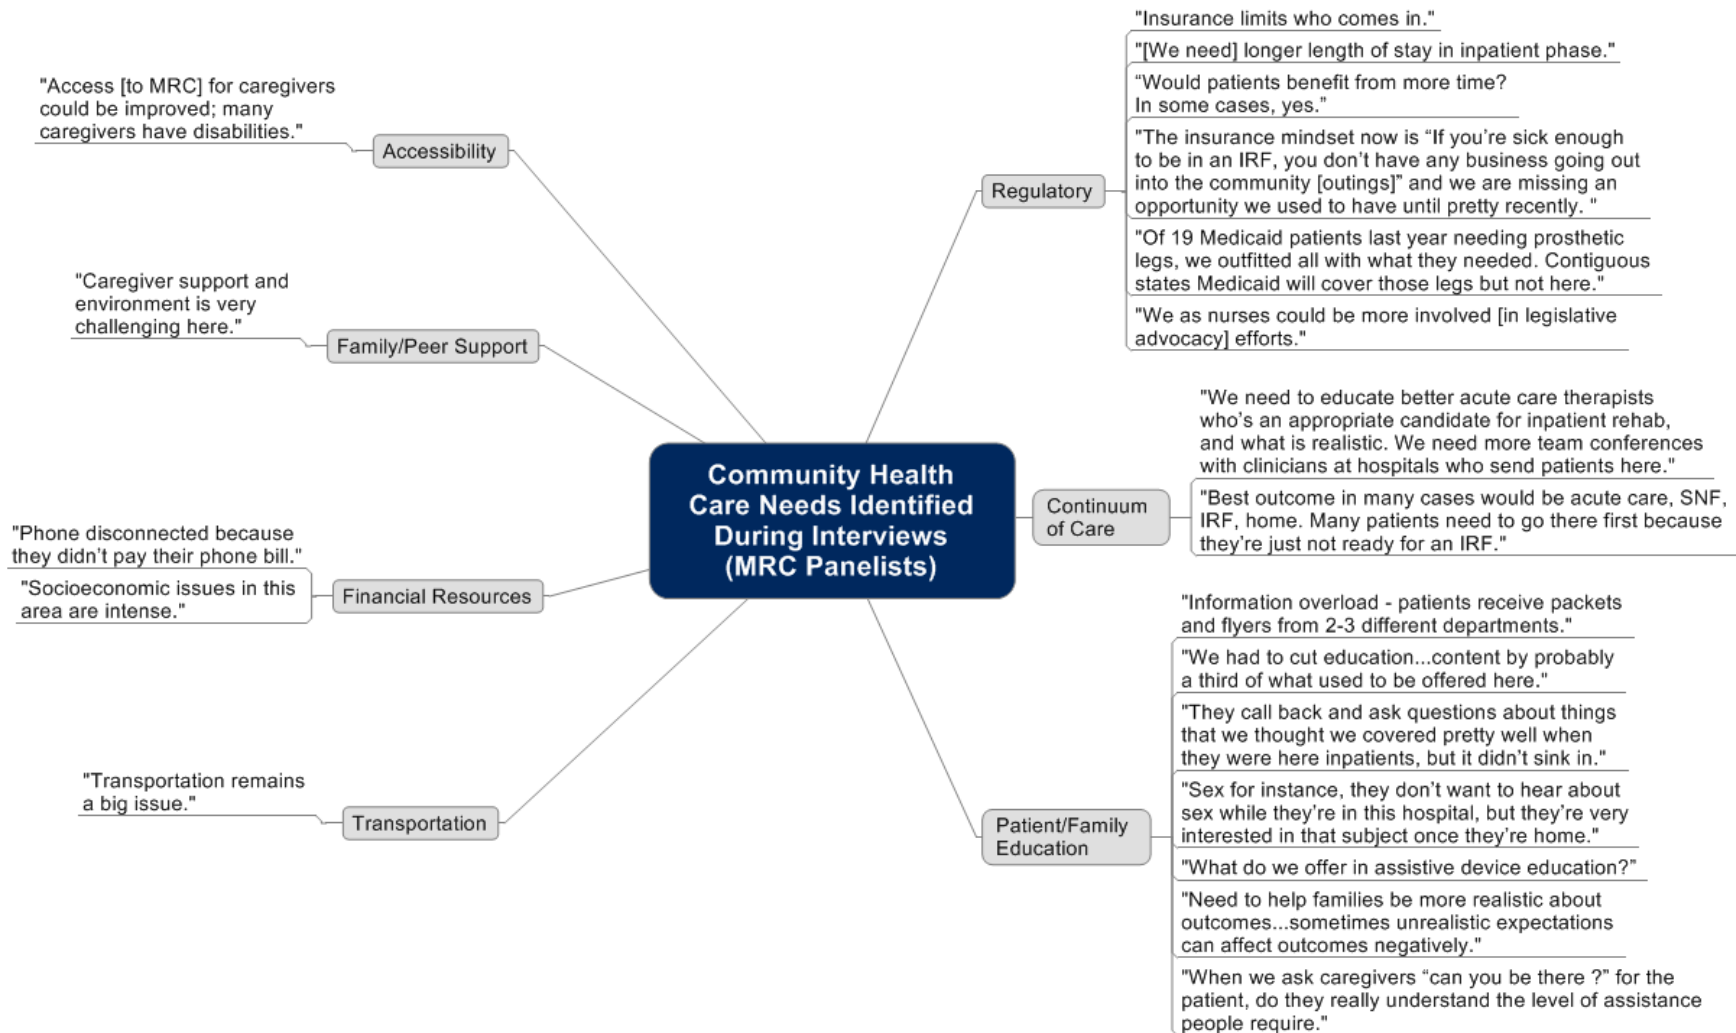 "Access [to MRC] for caregivers
could be improved; many
caregivers have disabilities."
Accessibility
"Caregiver support and
environment is very
challenging here."
Family/Peer Support
"Phone disconnected because
they didn't pay their phone bill."
"Socioeconomic issues in this
area are intense."
Financial Resources
"Transportation remains
a big issue."
Transportation
Community Health
Care Needs Identified
During Interviews
(MRC Panelists)
Regulatory
"Insurance limits who comes in."
"[We need] longer length of stay in inpatient phase."
“Would patients benefit from more time?
In some cases, yes.”
"The insurance mindset now is “If you’re sick enough
to be in an IRF, you don’t have any business going out
into the community [outings]” and we are missing an
opportunity we used to have until pretty recently. "
"Of 19 Medicaid patients last year needing prosthetic
legs, we outfitted all with what they needed. Contiguous
states Medicaid will cover those legs but not here."
"We as nurses could be more involved [in legislative
advocacy] efforts."
Continuum
of Care
"We need to educate better acute care therapists
who’s an appropriate candidate for inpatient rehab,
and what is realistic. We need more team conferences
with clinicians at hospitals who send patients here."
"Best outcome in many cases would be acute care, SNF,
IRF, home. Many patients need to go there first because
they’re just not ready for an IRF."
Patient/Family
Education
"Information overload - patients receive packets
and flyers from 2-3 different departments."
"We had to cut education...content by probably
a third of what used to be offered here."
"They call back and ask questions about things
that we thought we covered pretty well when
they were here inpatients, but it didn’t sink in."
"Sex for instance, they don’t want to hear about
sex while they’re in this hospital, but they’re very
interested in that subject once they’re home."
"What do we offer in assistive device education?”
"Need to help families be more realistic about
outcomes...sometimes unrealistic expectations
can affect outcomes negatively."
"When we ask caregivers “can you be there ?” for the
patient, do they really understand the level of assistance
people require."